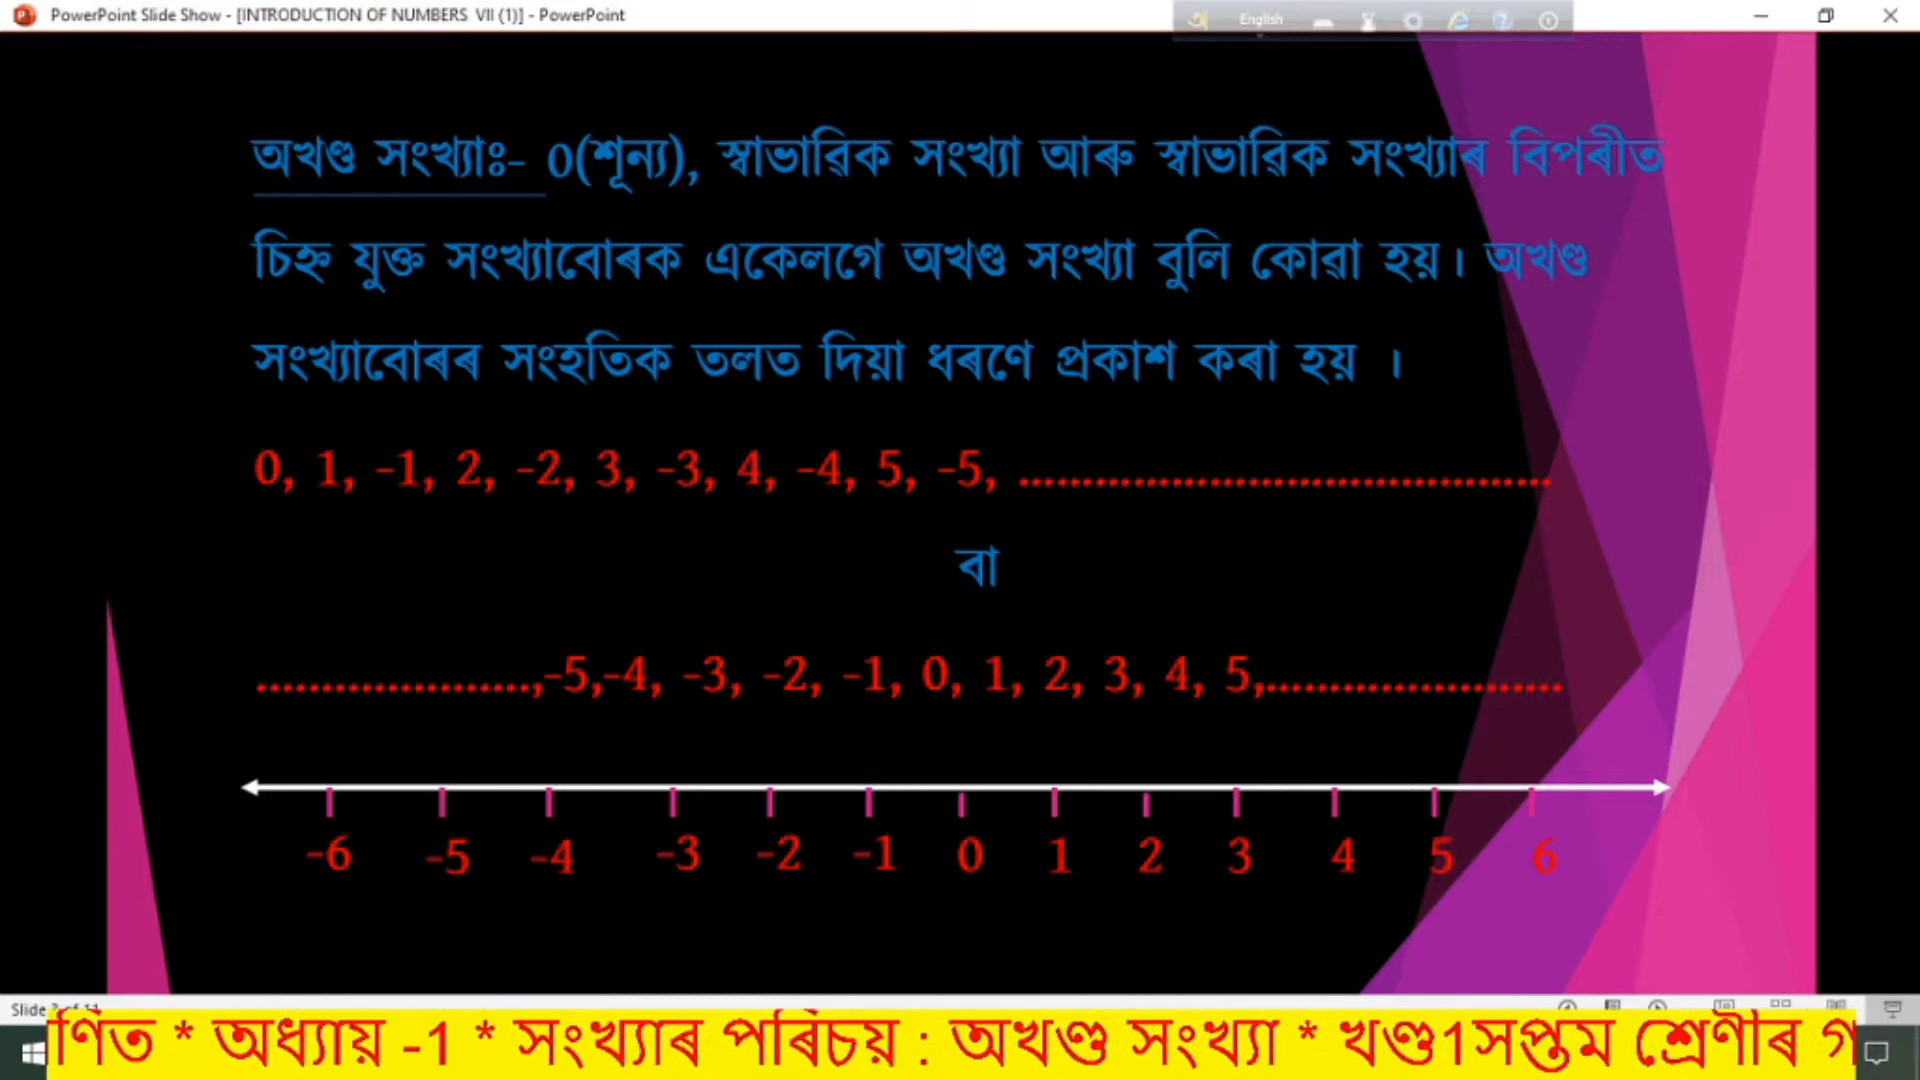 PowerPoint Slide Show - [INTRODUCTION OF NUMBERS VII (1)] - PowerPoint
English
অখণ্ড সংখ্যাঃ- 0(শূন্য), স্বাভাৱিক সংখ্যা আৰু স্বাভাৱিক সংখ্যাৰ বিপৰীত
চিহ্ন যুক্ত সংখ্যাবোৰক একেলগে অখণ্ড সংখ্যা বুলি কোৱা হয়। অখণ্ড
সংখ্যাবোৰৰ সংহতিক তলত দিয়া ধৰণে প্ৰকাশ কৰা হয় ।
0, 1, -1, 2, -2, 3, -3, 4, -4, 5, -5, ..........................................
বা
......................,-5,-4, -3, -2, -1, 0, 1, 2, 3, 4, 5,........................
-6 -5 -4 -3 -2 -1 0 1 2 3 4 5 6
Slide
ণিত * অধ্যায় -1 * সংখ্যাৰ পৰিচয় : অখণ্ড সংখ্যা * খণ্ড1সপ্তম শ্ৰেণীৰ গ